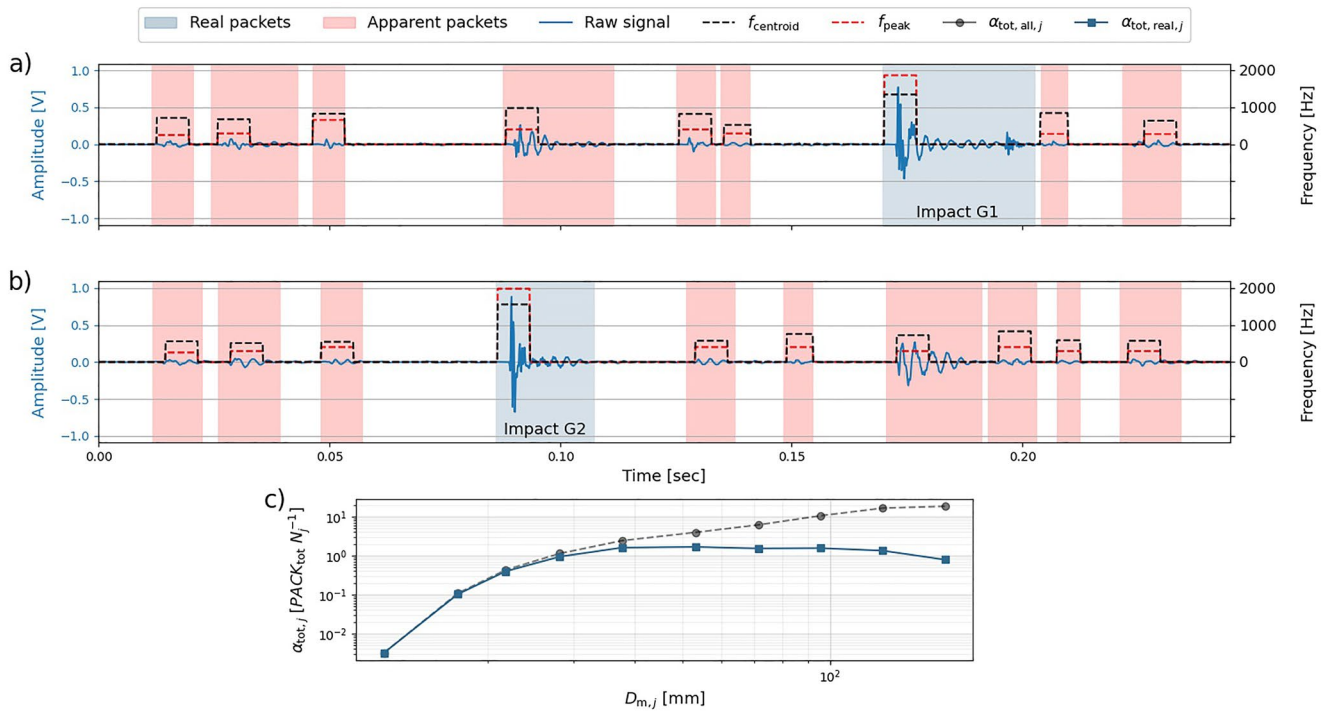 Real packets Apparent packets Raw signal f_centroid f_peak α_tot,all,j α_tot,real,j
a)
Amplitude [V]
1.0
0.5
0.0
−0.5
−1.0
Impact G1
2000
1000
0
Frequency [Hz]
b)
Amplitude [V]
1.0
0.5
0.0
−0.5
−1.0
Impact G2
2000
1000
0
Frequency [Hz]
0.00 0.05 0.10 0.15 0.20
Time [sec]
c)
α_tot,j [PACK_tot N_j^−1]
10^1
10^0
10^−1
10^−2
10^2
D_m,j [mm]